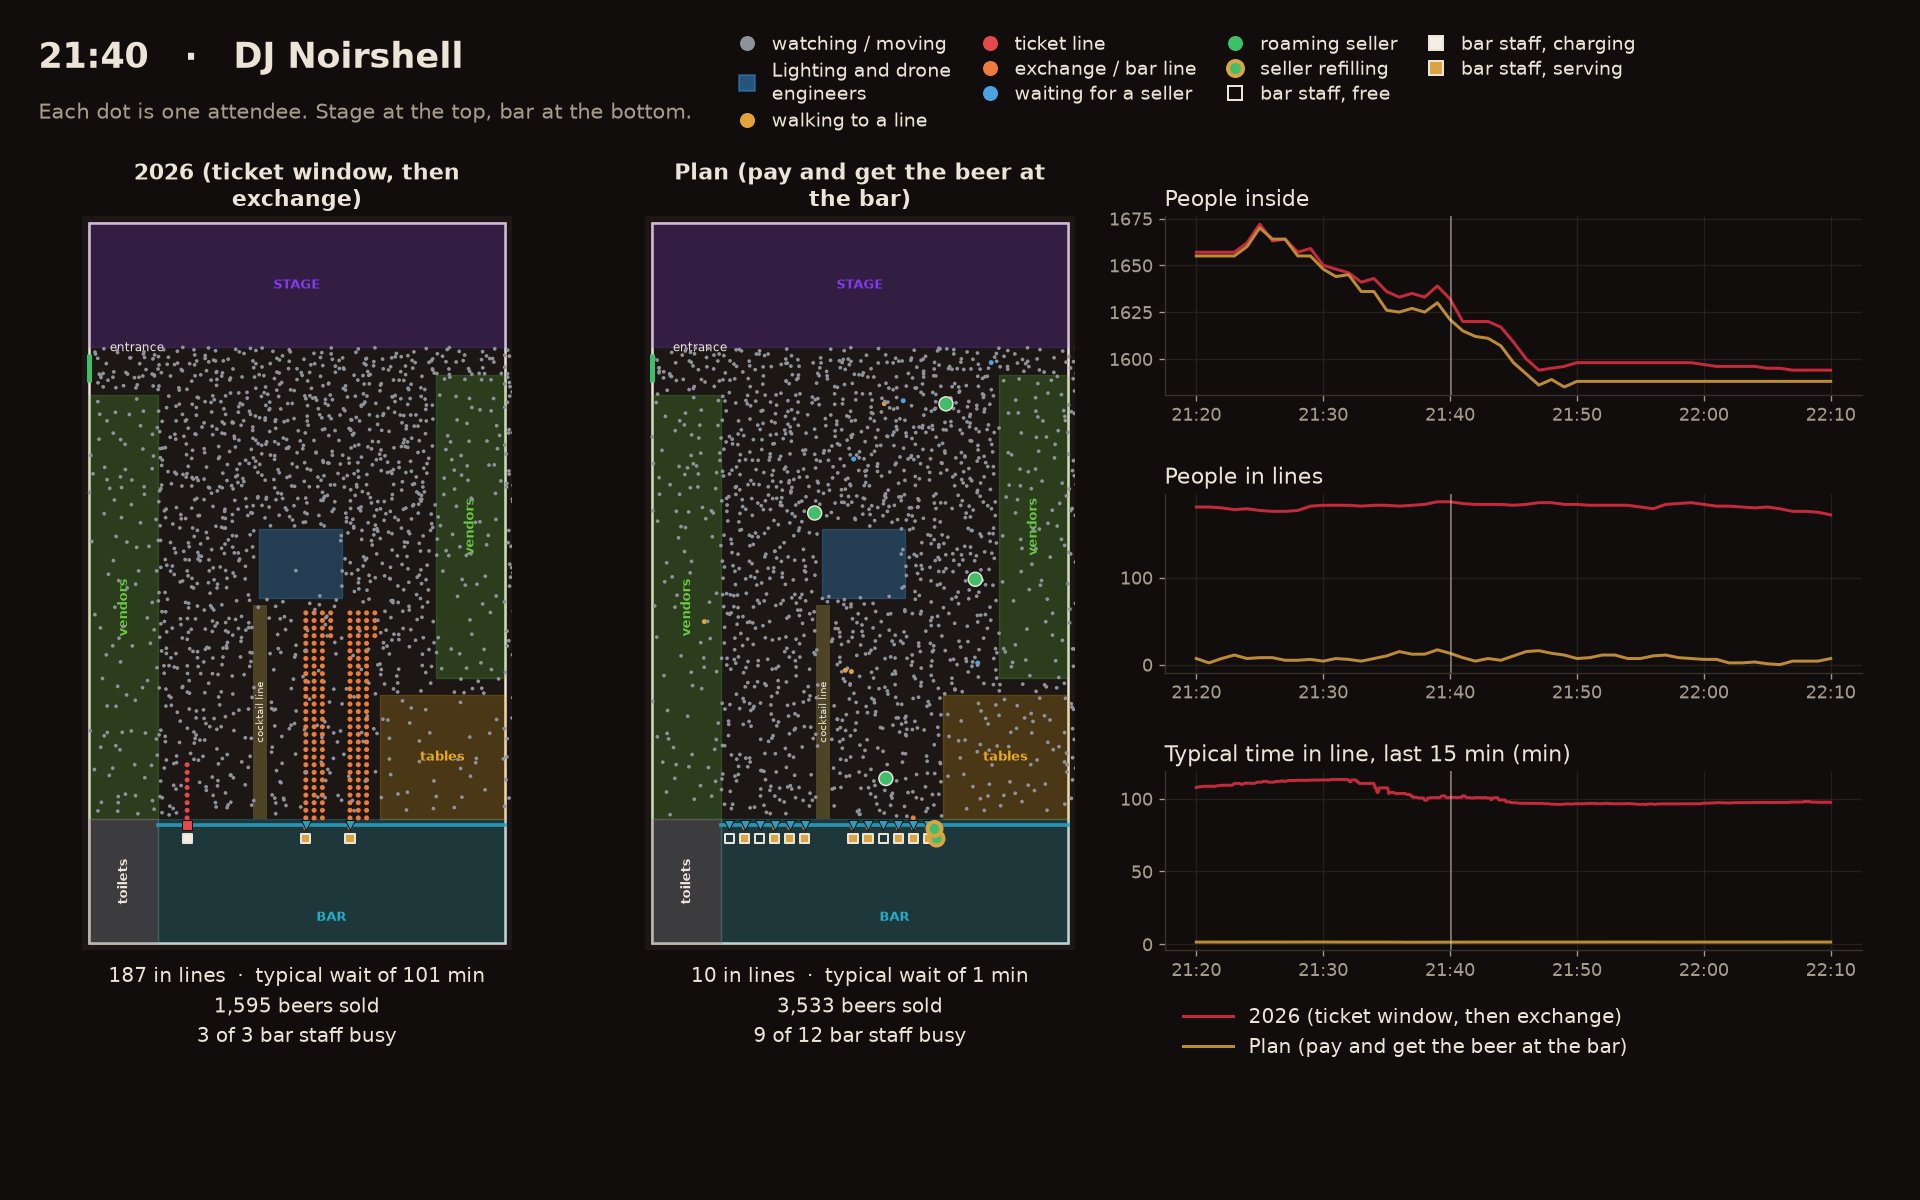 21:40 · DJ Noirshell
Each dot is one attendee. Stage at the top, bar at the bottom.
watching / moving
Lighting and drone
engineers
walking to a line
ticket line
exchange / bar line
waiting for a seller
roaming seller
seller refilling
bar staff, free
bar staff, charging
bar staff, serving
2026 (ticket window, then
exchange)
STAGE
entrance
vendors
vendors
cocktail line
tables
toilets
BAR
187 in lines · typical wait of 101 min
1,595 beers sold
3 of 3 bar staff busy
Plan (pay and get the beer at
the bar)
STAGE
entrance
vendors
vendors
cocktail line
tables
toilets
BAR
10 in lines · typical wait of 1 min
3,533 beers sold
9 of 12 bar staff busy
People inside
1675
1650
1625
1600
21:20 21:30 21:40 21:50 22:00 22:10
People in lines
100
0
21:20 21:30 21:40 21:50 22:00 22:10
Typical time in line, last 15 min (min)
100
50
0
21:20 21:30 21:40 21:50 22:00 22:10
2026 (ticket window, then exchange)
Plan (pay and get the beer at the bar)